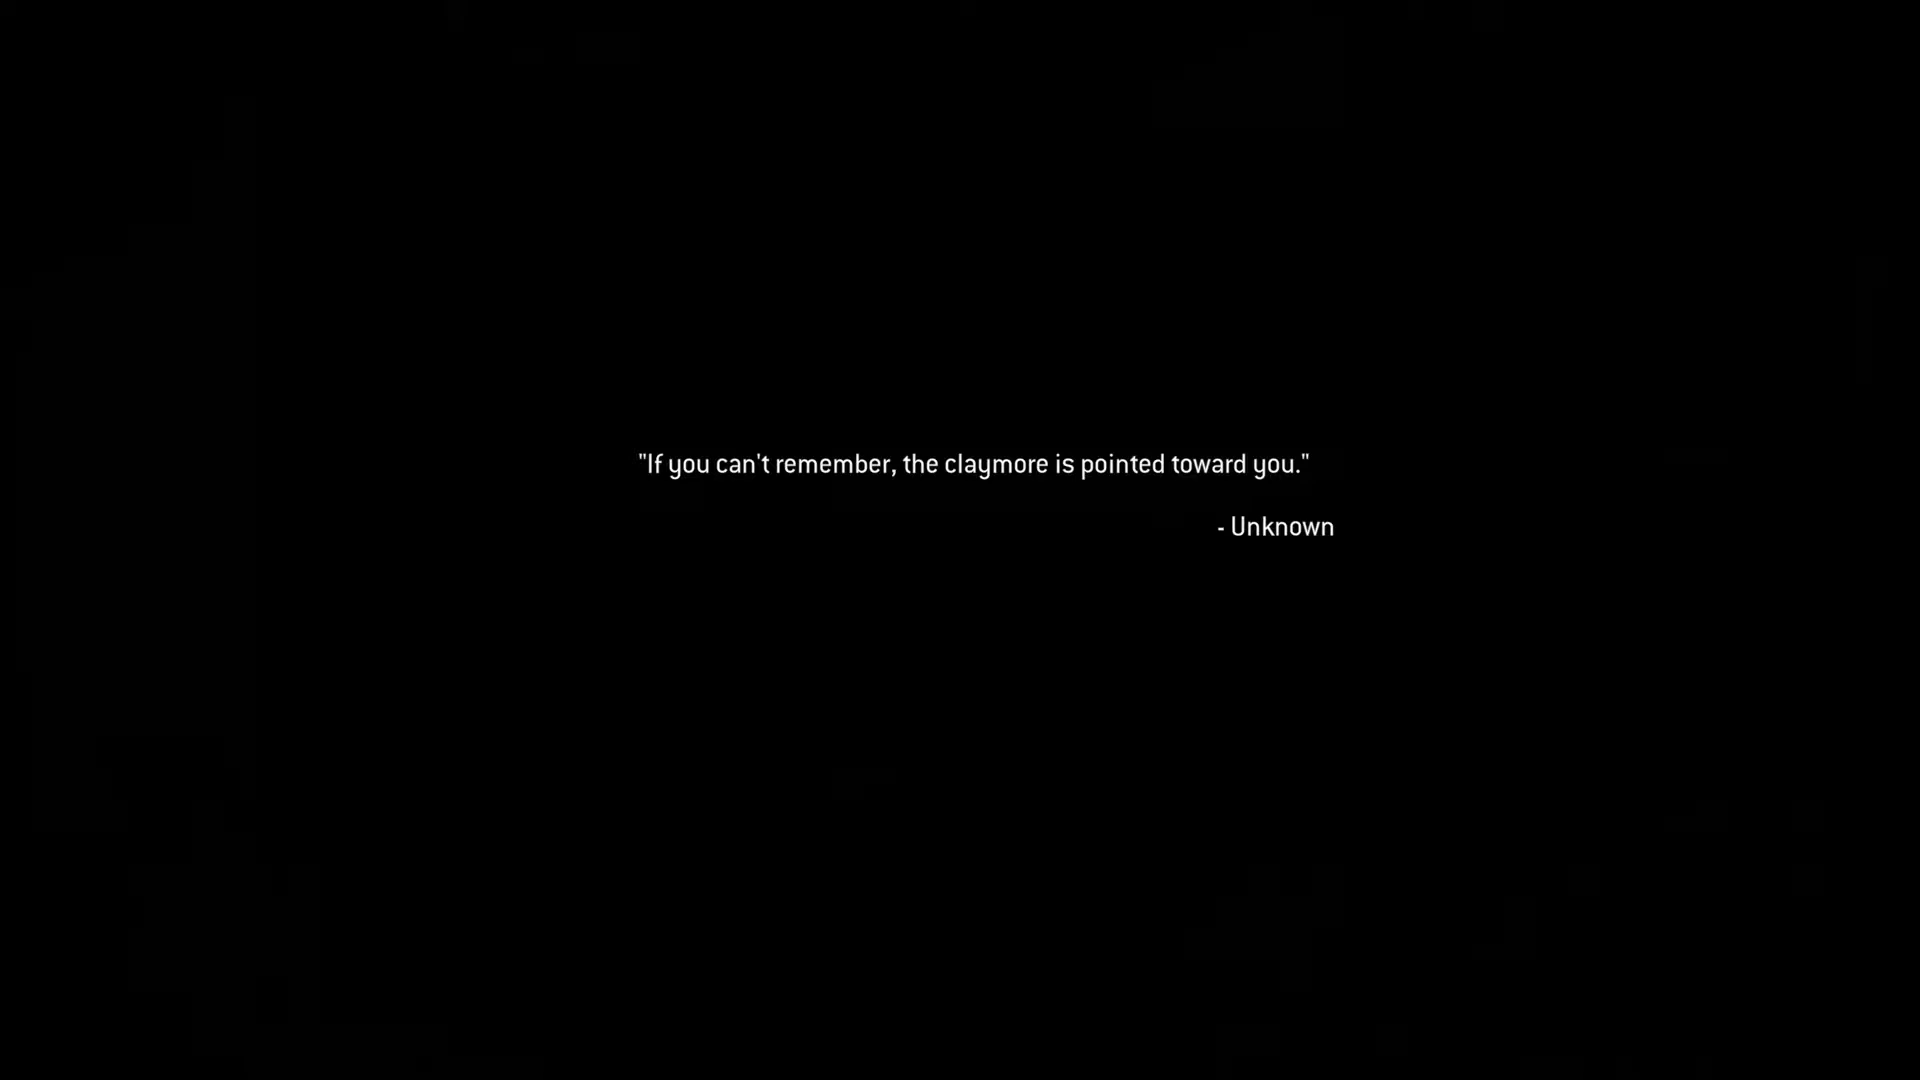 "If you can't remember, the claymore is pointed toward you."
- Unknown